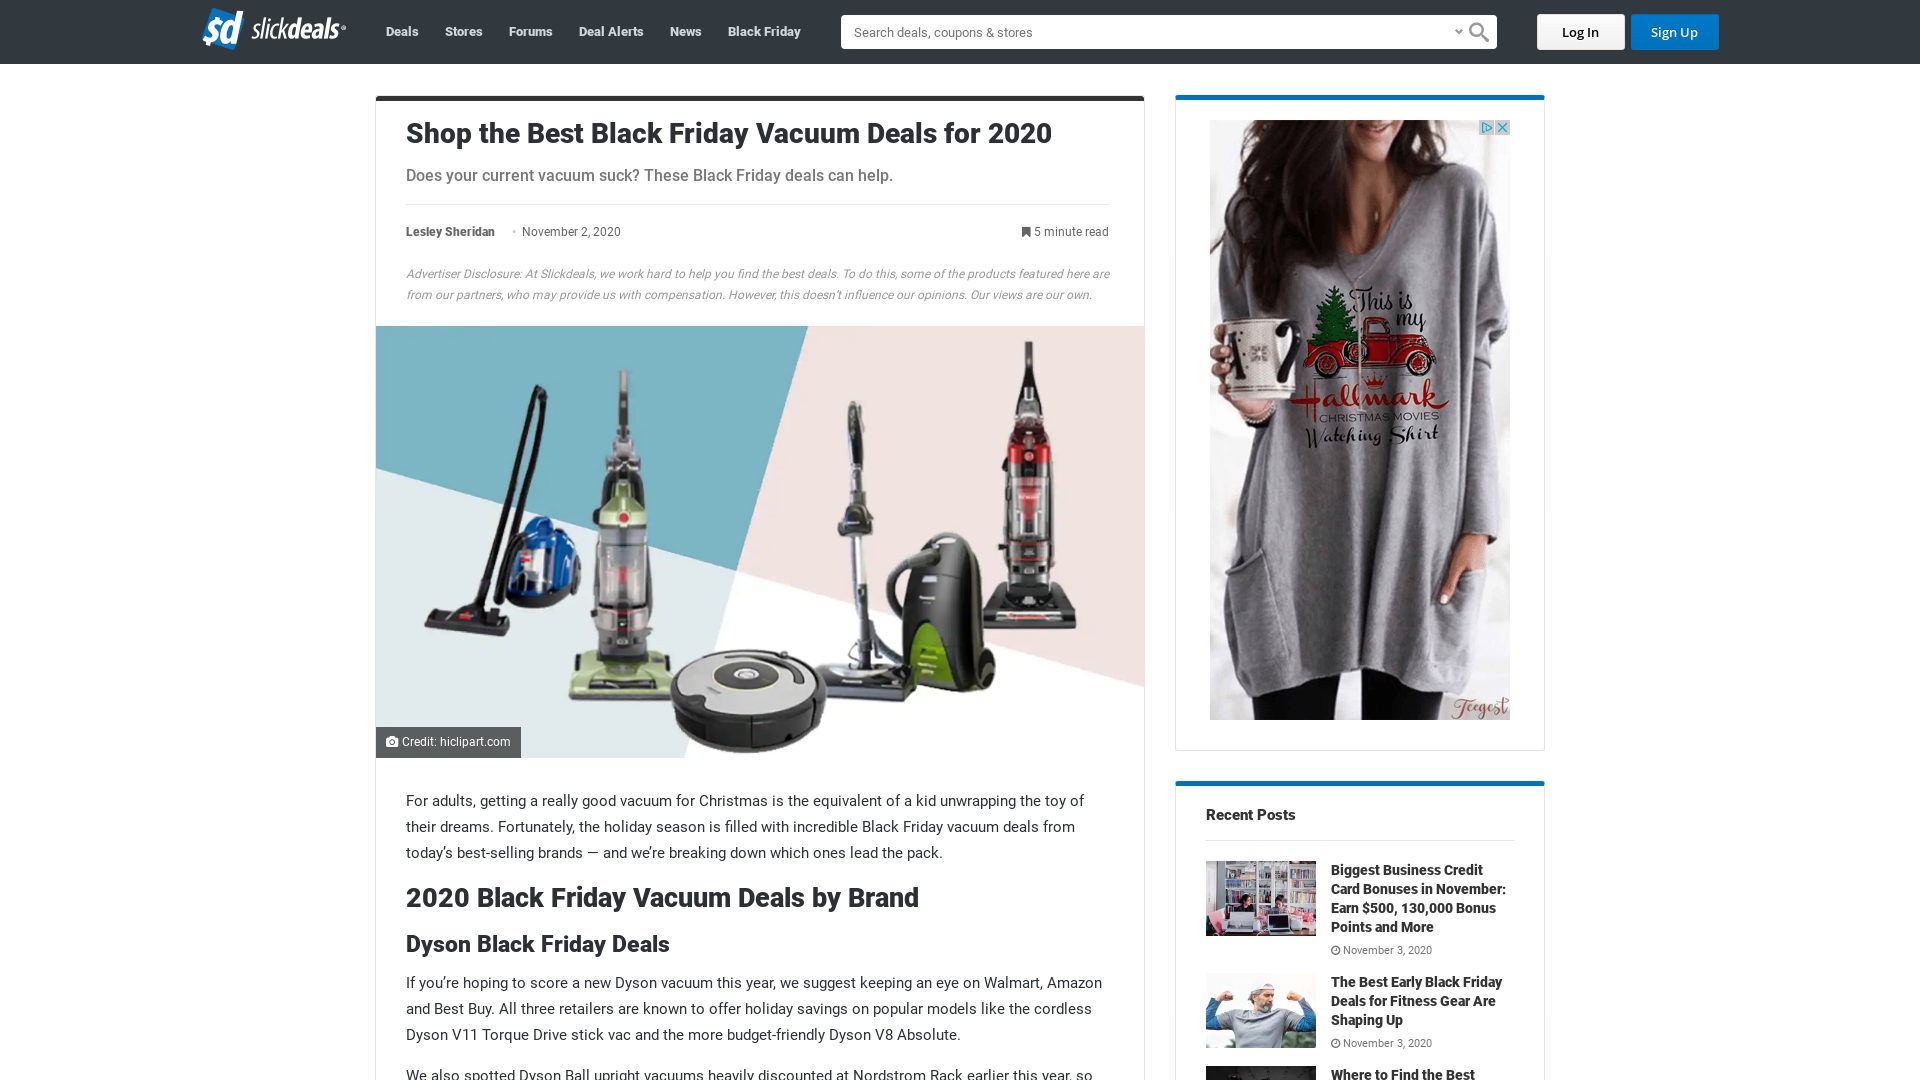 sd slickdeals
Deals
Stores
Forums
Deal Alerts
News
Black Friday
Search deals, coupons & stores
Log In
Sign Up
Shop the Best Black Friday Vacuum Deals for 2020
Does your current vacuum suck? These Black Friday deals can help.
Lesley Sheridan • November 2, 2020
5 minute read
Advertiser Disclosure: At Slickdeals, we work hard to help you find the best deals. To do this, some of the products featured here are
from our partners, who may provide us with compensation. However, this doesn’t influence our opinions. Our views are our own.
Credit: hiclipart.com
For adults, getting a really good vacuum for Christmas is the equivalent of a kid unwrapping the toy of
their dreams. Fortunately, the holiday season is filled with incredible Black Friday vacuum deals from
today’s best-selling brands — and we’re breaking down which ones lead the pack.
2020 Black Friday Vacuum Deals by Brand
Dyson Black Friday Deals
If you’re hoping to score a new Dyson vacuum this year, we suggest keeping an eye on Walmart, Amazon
and Best Buy. All three retailers are known to offer holiday savings on popular models like the cordless
Dyson V11 Torque Drive stick vac and the more budget-friendly Dyson V8 Absolute.
We also spotted Dyson Ball upright vacuums heavily discounted at Nordstrom Rack earlier this year, so
This is
my
Hallmark
CHRISTMAS MOVIES
Watching Shirt
Teegest
Recent Posts
Biggest Business Credit
Card Bonuses in November:
Earn $500, 130,000 Bonus
Points and More
November 3, 2020
The Best Early Black Friday
Deals for Fitness Gear Are
Shaping Up
November 3, 2020
Where to Find the Best